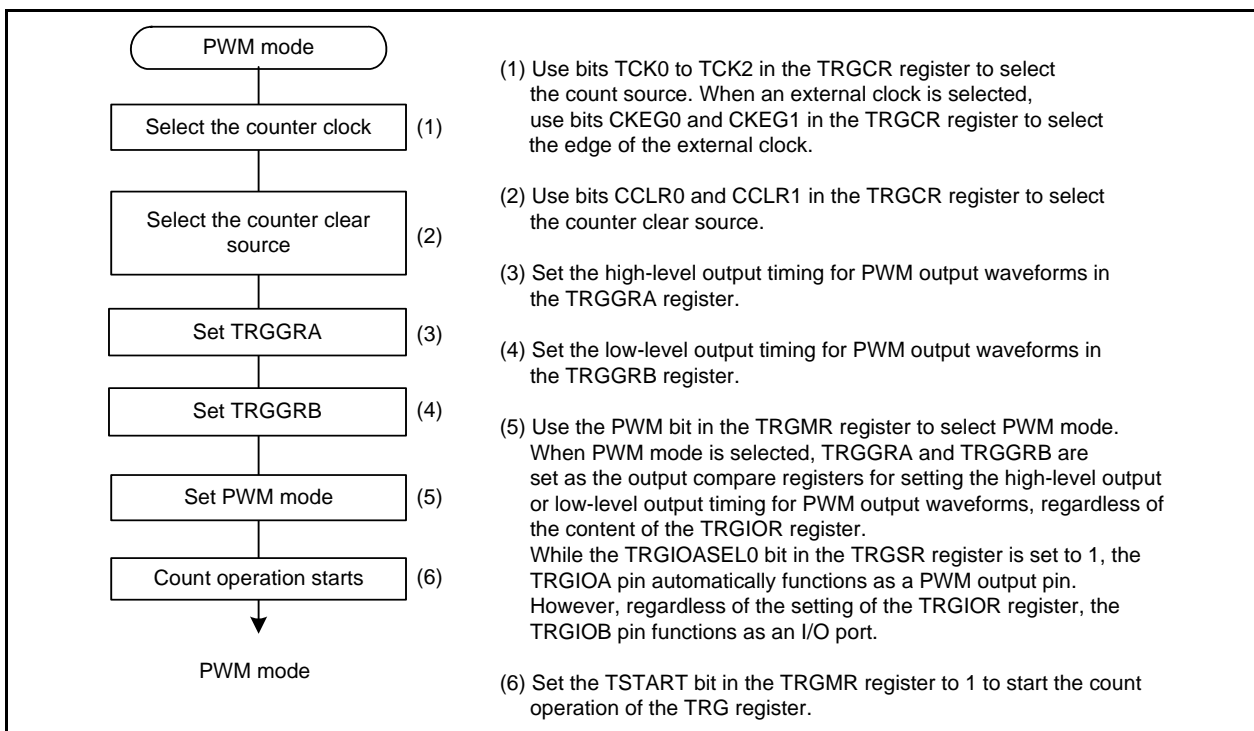 PWM mode
Select the counter clock
(1)
Select the counter clear
source
(2)
Set TRGGRA
(3)
Set TRGGRB
(4)
Set PWM mode
(5)
Count operation starts
(6)
PWM mode
(1) Use bits TCK0 to TCK2 in the TRGCR register to select
the count source. When an external clock is selected,
use bits CKEG0 and CKEG1 in the TRGCR register to select
the edge of the external clock.
(2) Use bits CCLR0 and CCLR1 in the TRGCR register to select
the counter clear source.
(3) Set the high-level output timing for PWM output waveforms in
the TRGGRA register.
(4) Set the low-level output timing for PWM output waveforms in
the TRGGRB register.
(5) Use the PWM bit in the TRGMR register to select PWM mode.
When PWM mode is selected, TRGGRA and TRGGRB are
set as the output compare registers for setting the high-level output
or low-level output timing for PWM output waveforms, regardless of
the content of the TRGIOR register.
While the TRGIOASEL0 bit in the TRGSR register is set to 1, the
TRGIOA pin automatically functions as a PWM output pin.
However, regardless of the setting of the TRGIOR register, the
TRGIOB pin functions as an I/O port.
(6) Set the TSTART bit in the TRGMR register to 1 to start the count
operation of the TRG register.